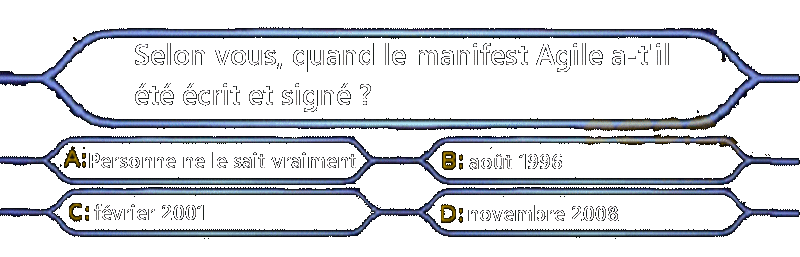 Selon vous, quand le manifest Agile a-t'il
été écrit et signé ?
A: Personne ne le sait vraiment
B: août 1996
C: février 2001
D: novembre 2008